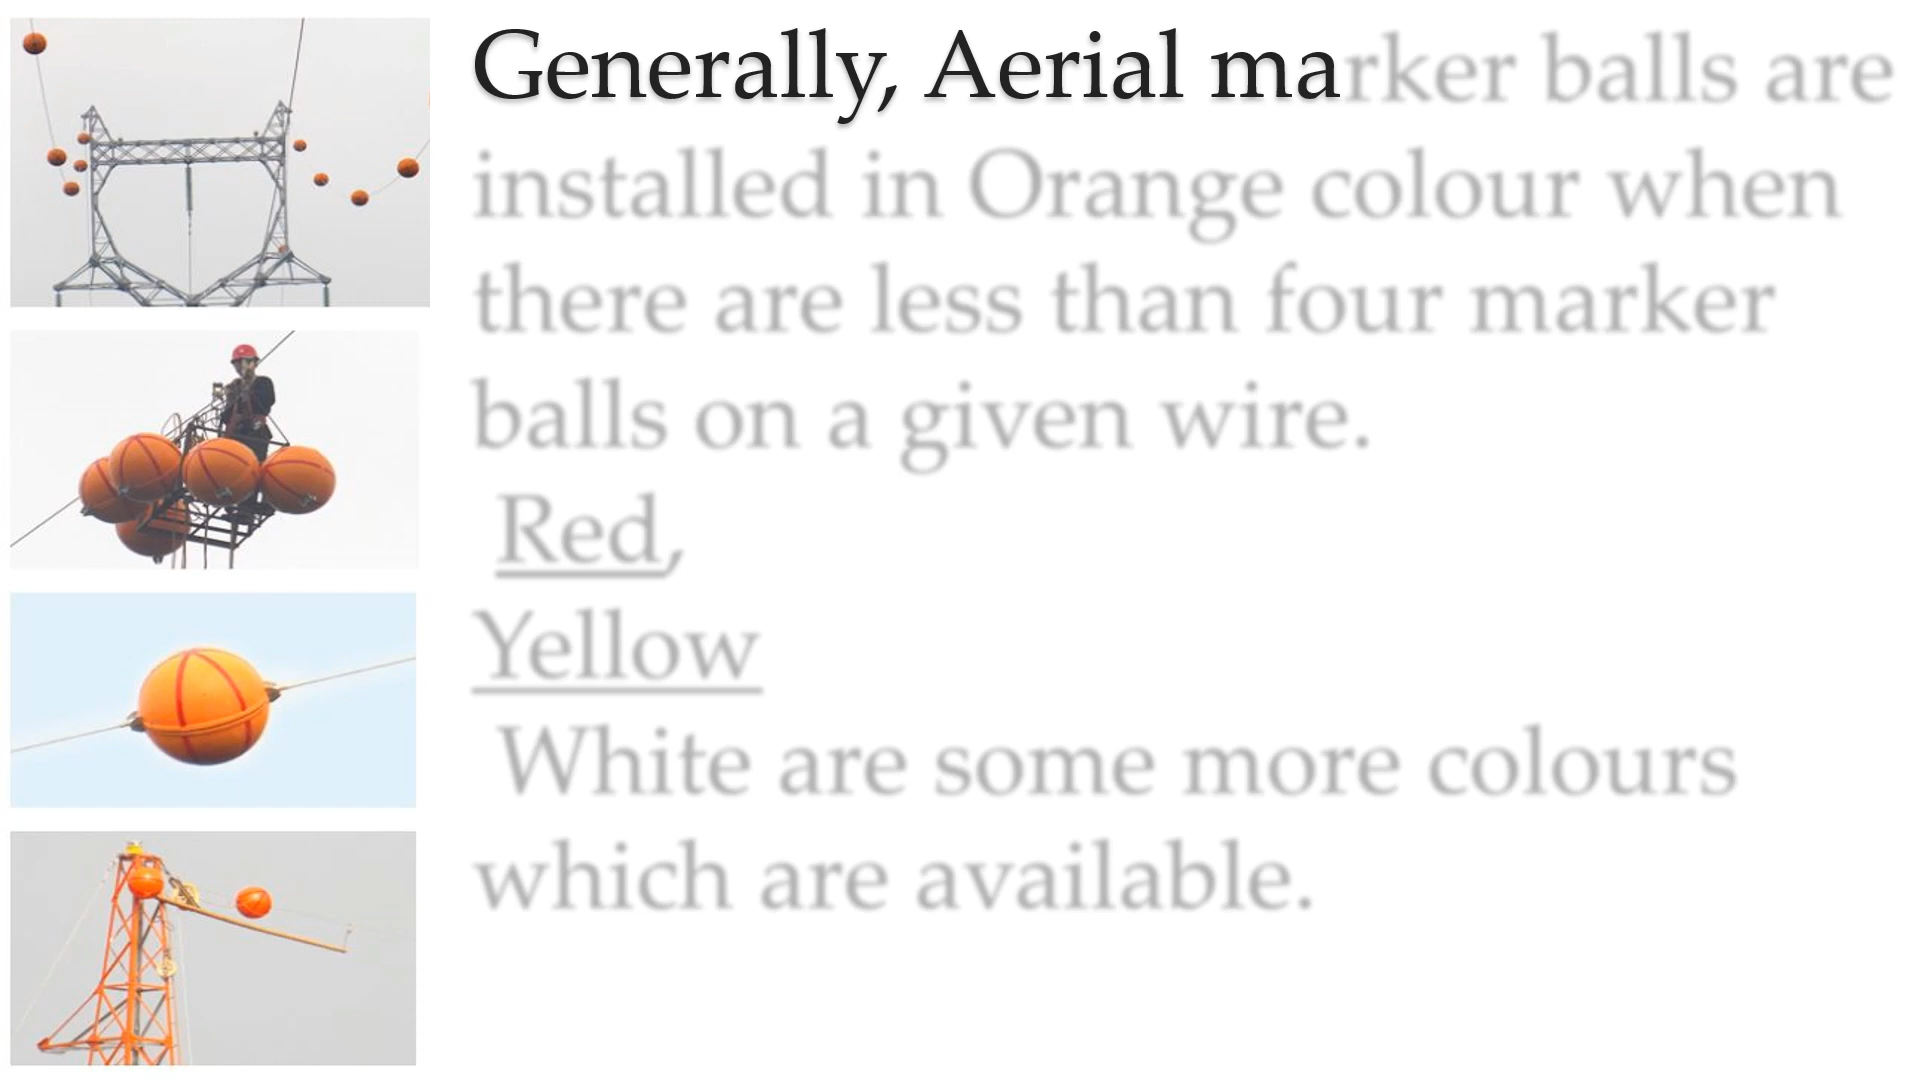 Generally, Aerial marker balls are
installed in Orange colour when
there are less than four marker
balls on a given wire.
Red,
Yellow
White are some more colours
which are available.